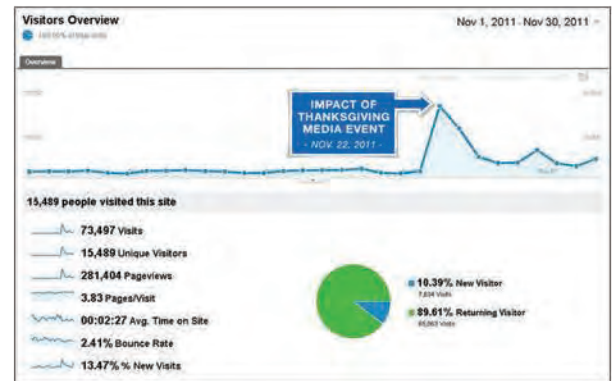 Visitors Overview
Nov 1, 2011 - Nov 30, 2011
Overview
IMPACT OF
THANKSGIVING
MEDIA EVENT
- NOV. 22, 2011 -
15,489 people visited this site
73,497 Visits
15,489 Unique Visitors
281,404 Pageviews
3.83 Pages/Visit
00:02:27 Avg. Time on Site
2.41% Bounce Rate
13.47% % New Visits
10.39% New Visitor
Visits
89.61% Returning Visitor
Visits